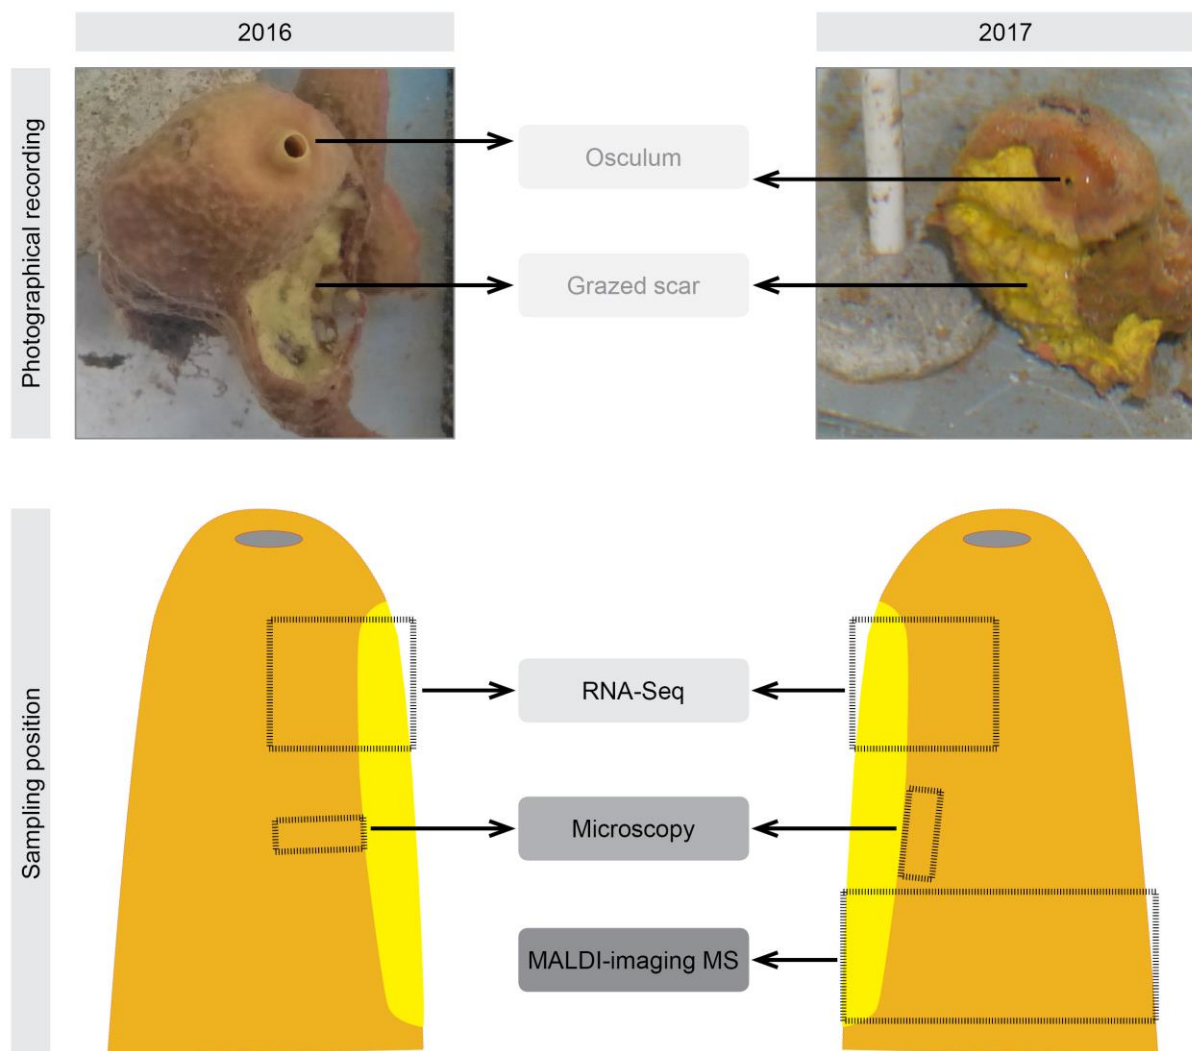 2016
2017
Photographical recording
Osculum
Grazed scar
Sampling position
RNA-Seq
Microscopy
MALDI-imaging MS